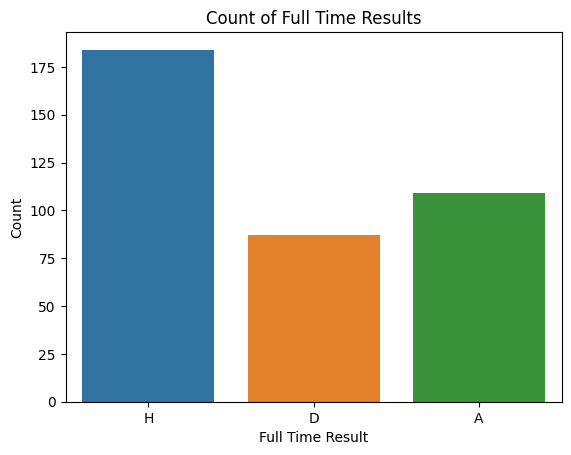 Count of Full Time Results
175
150
125
100
75
50
25
0
Count
H
D
A
Full Time Result